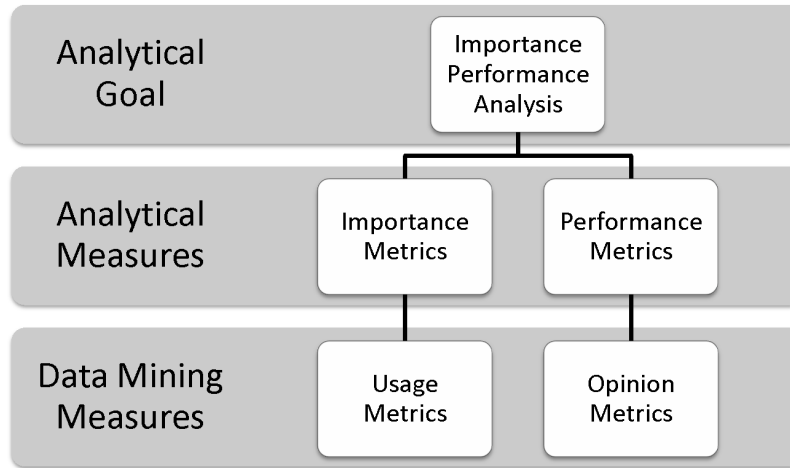 Analytical
Goal
Importance
Performance
Analysis
Analytical
Measures
Importance
Metrics
Performance
Metrics
Data Mining
Measures
Usage
Metrics
Opinion
Metrics